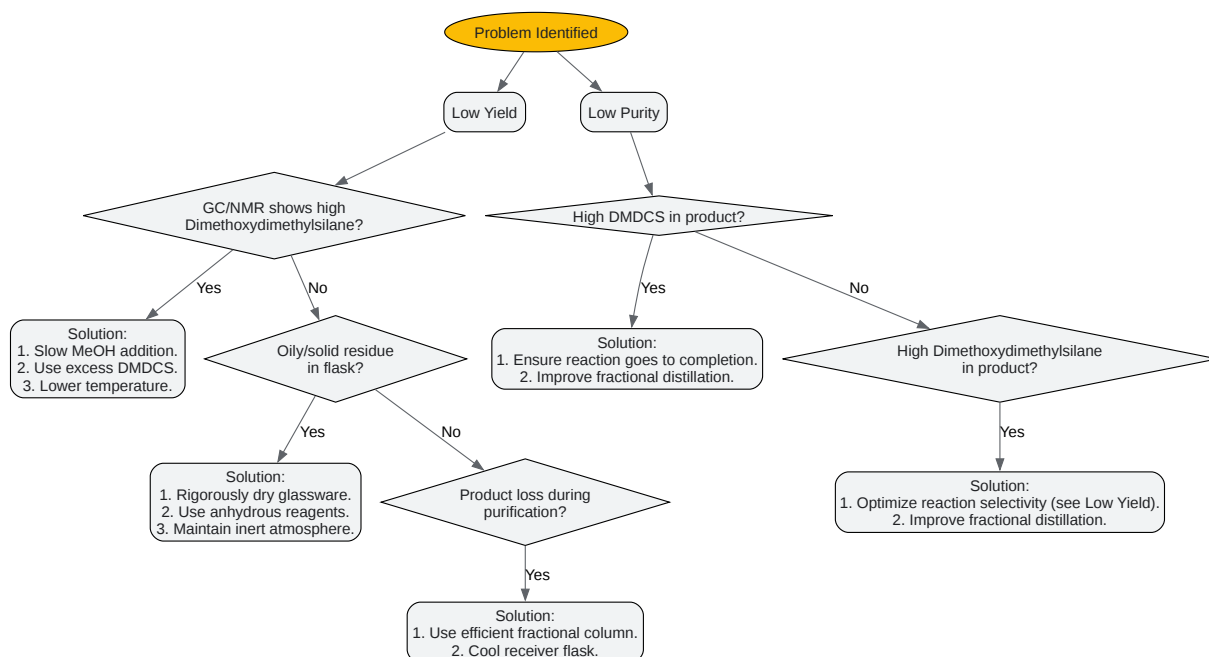 Problem Identified
Low Yield
Low Purity
GC/NMR shows high
Dimethoxydimethylsilane?
High DMDCS in product?
Yes
No
Yes
No
Solution:
1. Slow MeOH addition.
2. Use excess DMDCS.
3. Lower temperature.
Oily/solid residue
in flask?
Solution:
1. Ensure reaction goes to completion.
2. Improve fractional distillation.
High Dimethoxydimethylsilane
in product?
Yes
No
Yes
Solution:
1. Rigorously dry glassware.
2. Use anhydrous reagents.
3. Maintain inert atmosphere.
Product loss during
purification?
Solution:
1. Optimize reaction selectivity (see Low Yield).
2. Improve fractional distillation.
Yes
Solution:
1. Use efficient fractional column.
2. Cool receiver flask.